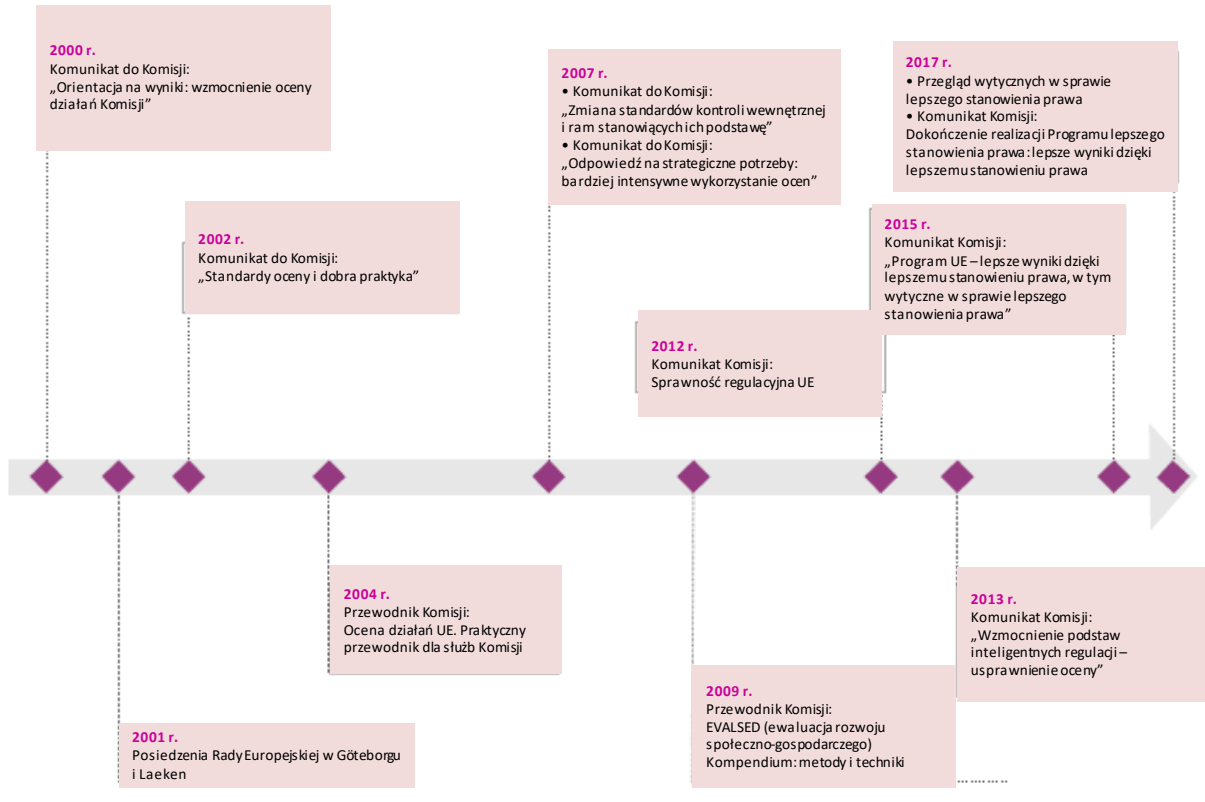 2000 r.
Komunikat do Komisji:
„Orientacja na wyniki: wzmocnienie oceny
działań Komisji”
2007 r.
• Komunikat do Komisji:
„Zmiana standardów kontroli wewnętrznej
i ram stanowiących ich podstawę”
• Komunikat do Komisji:
„Odpowiedź na strategiczne potrzeby:
bardziej intensywne wykorzystanie ocen”
2017 r.
• Przegląd wytycznych w sprawie
lepszego stanowienia prawa
• Komunikat Komisji:
Dokończenie realizacji Programu lepszego
stanowienia prawa: lepsze wyniki dzięki
lepszemu stanowieniu prawa
2002 r.
Komunikat do Komisji:
„Standardy oceny i dobra praktyka”
2015 r.
Komunikat Komisji:
„Program UE – lepsze wyniki dzięki
lepszemu stanowieniu prawa, w tym
wytyczne w sprawie lepszego
stanowienia prawa”
2012 r.
Komunikat Komisji:
Sprawność regulacyjna UE
2004 r.
Przewodnik Komisji:
Ocena działań UE. Praktyczny
przewodnik dla służb Komisji
2013 r.
Komunikat Komisji:
„Wzmocnienie podstaw
inteligentnych regulacji –
usprawnienie oceny”
2009 r.
Przewodnik Komisji:
EVALSED (ewaluacja rozwoju
społeczno-gospodarczego)
Kompendium: metody i techniki
2001 r.
Posiedzenia Rady Europejskiej w Göteborgu
i Laeken